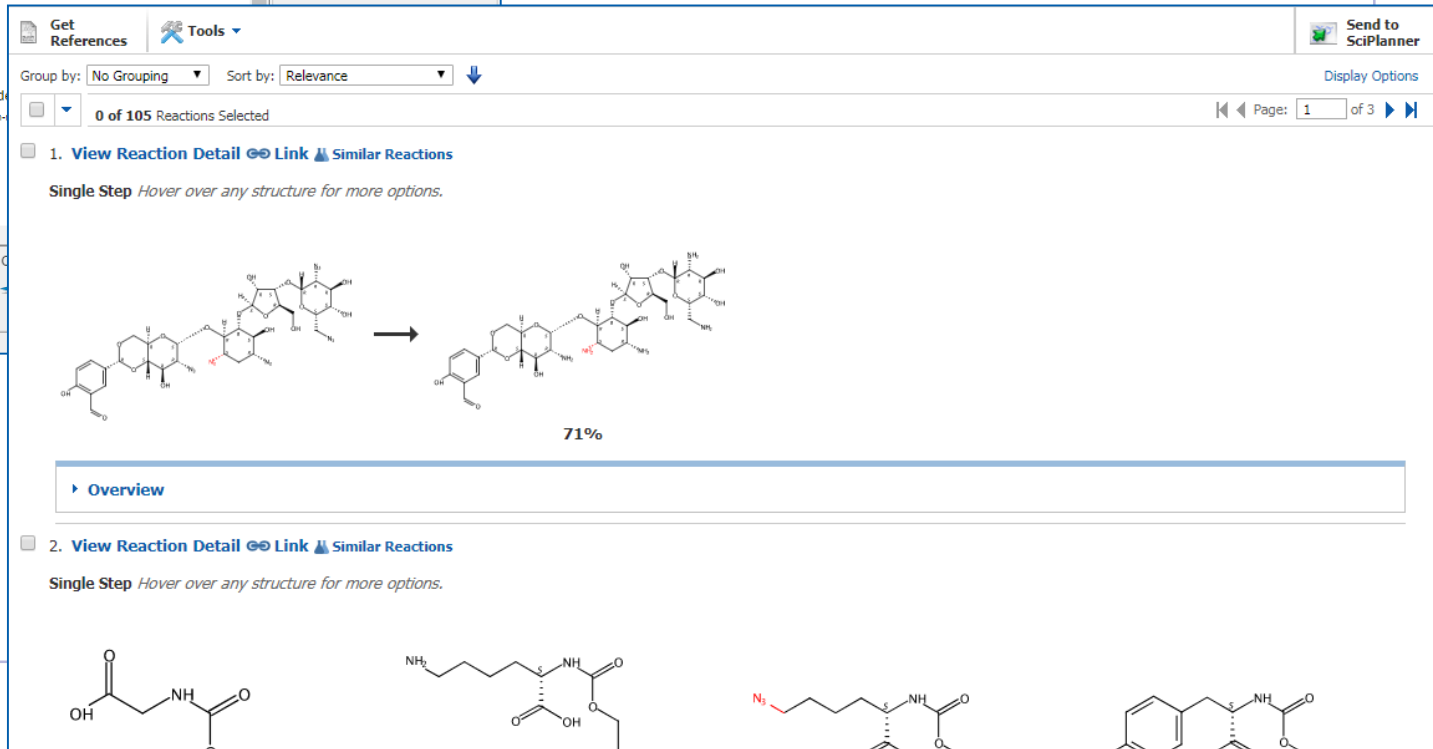 Get References
Tools
Send to SciPlanner
Group by: No Grouping Sort by: Relevance
Display Options
0 of 105 Reactions Selected
Page: 1 of 3
1. View Reaction Detail Link Similar Reactions
Single Step Hover over any structure for more options.
71%
Overview
2. View Reaction Detail Link Similar Reactions
Single Step Hover over any structure for more options.
O
OH
NH
O
NH2
S
NH
O
O
OH
O
N3
S
NH
O
O
S
NH
O
O